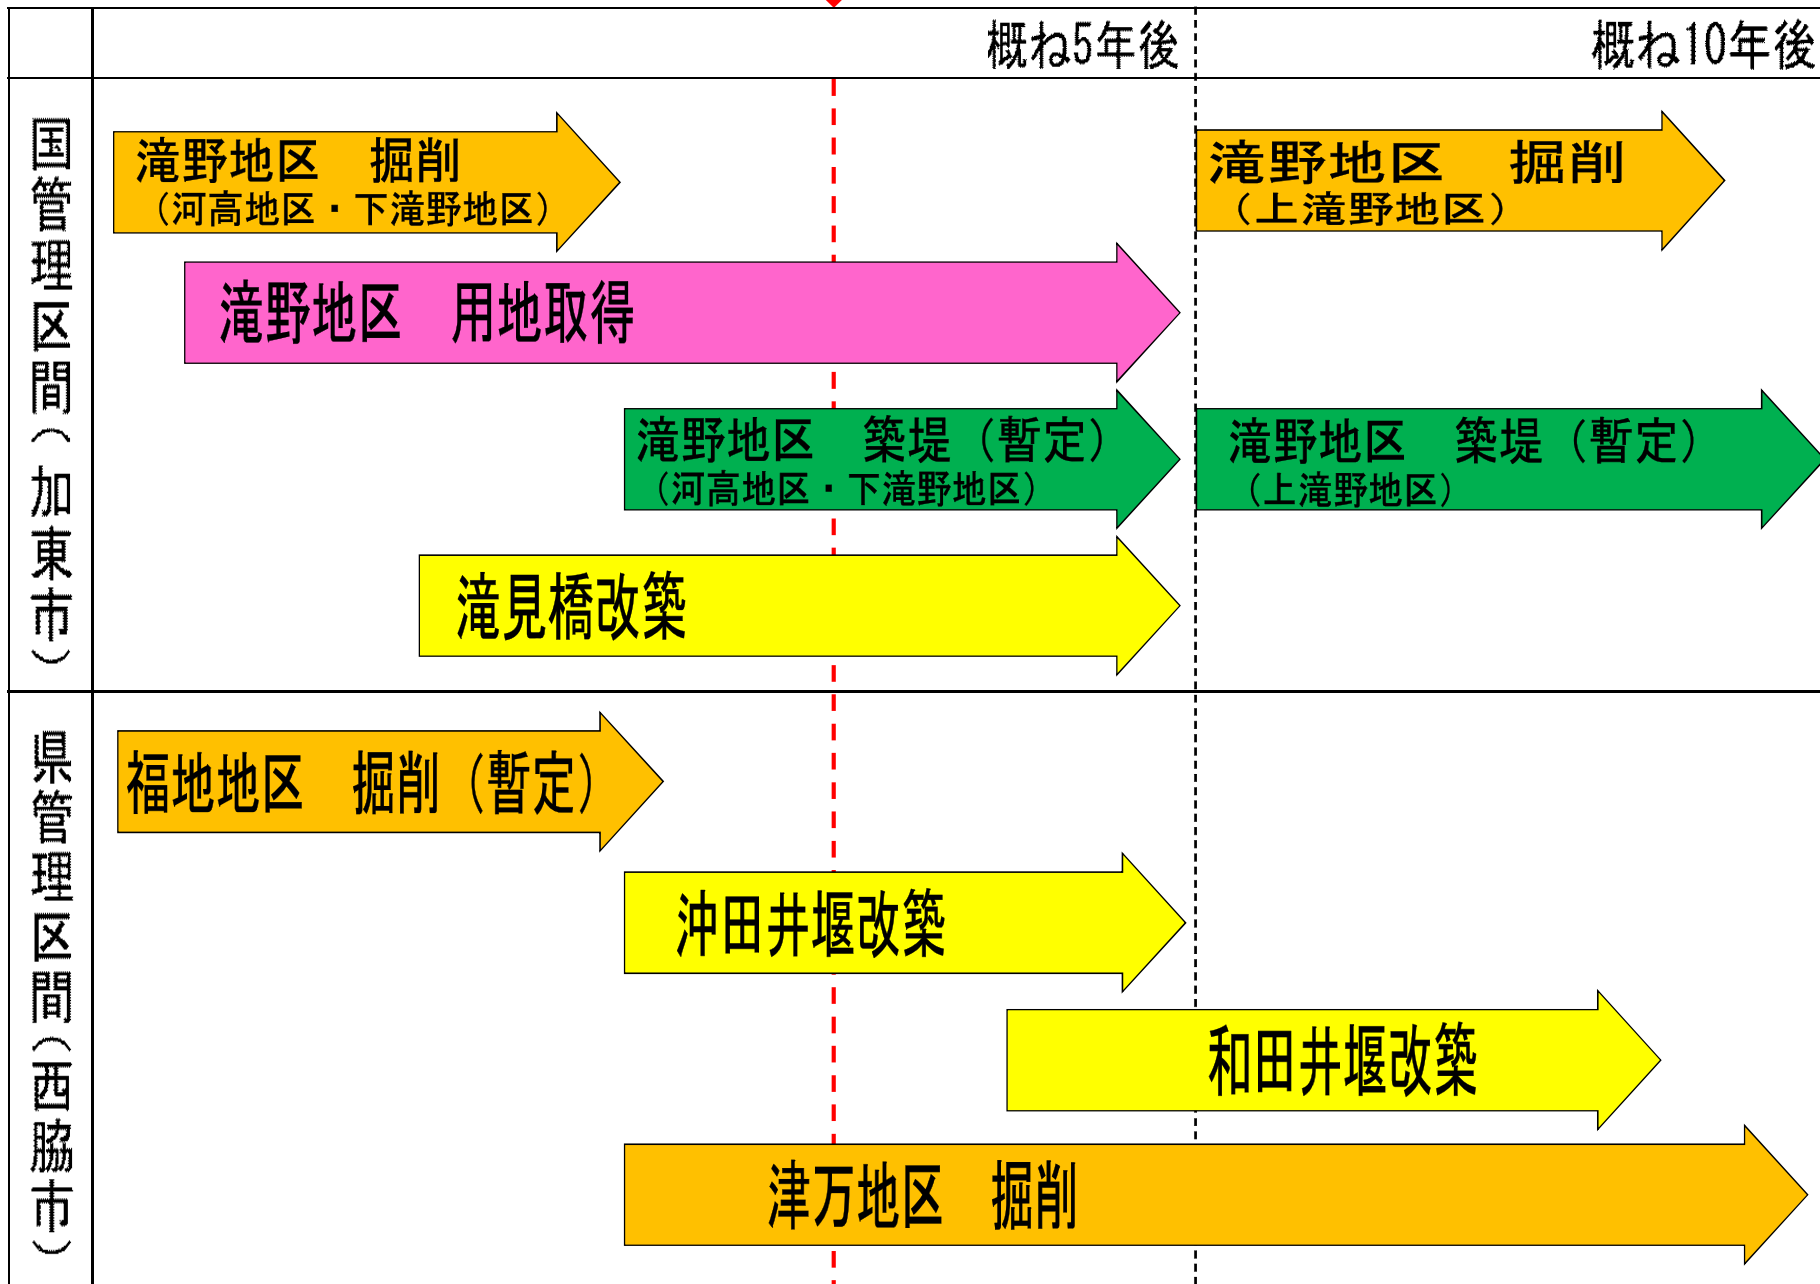 概ね5年後
概ね10年後
国管理区間（加東市）
滝野地区　掘削
（河高地区・下滝野地区）
滝野地区　掘削
（上滝野地区）
滝野地区　用地取得
滝野地区　築堤（暫定）
（河高地区・下滝野地区）
滝野地区　築堤（暫定）
（上滝野地区）
滝見橋改築
県管理区間（西脇市）
福地地区　掘削（暫定）
沖田井堰改築
和田井堰改築
津万地区　掘削